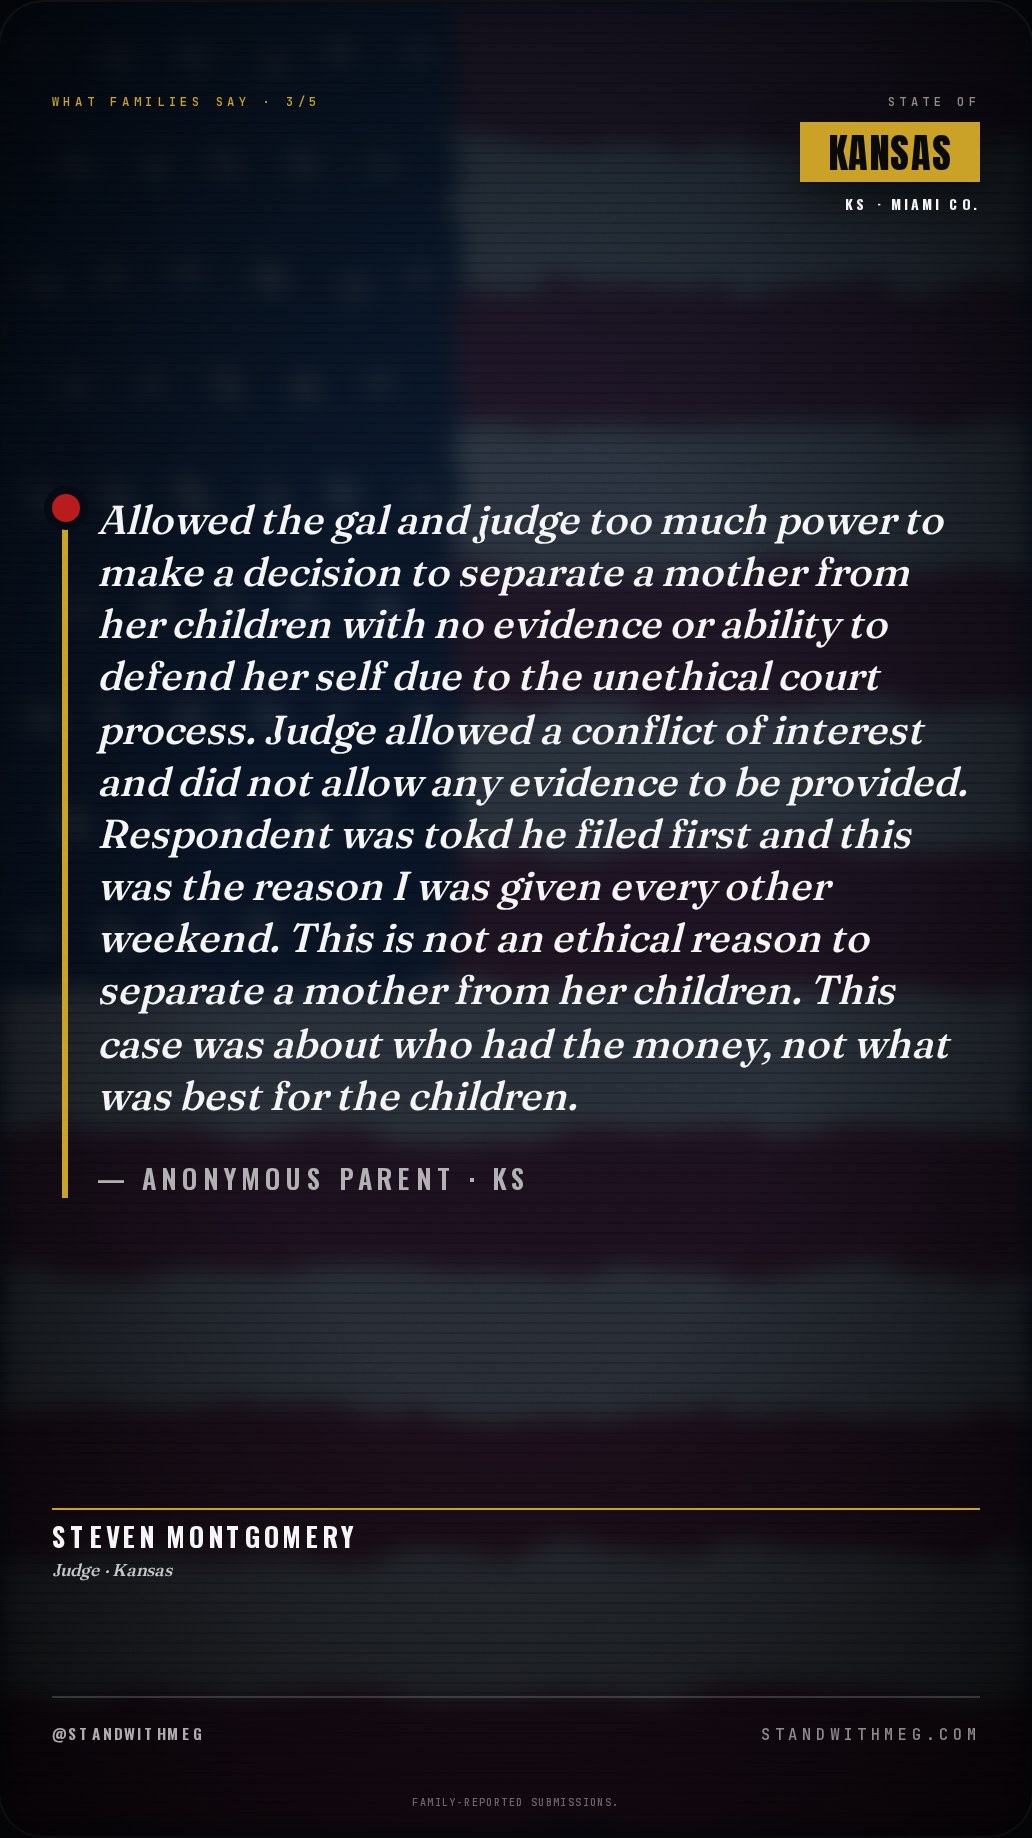 WHAT FAMILIES SAY · 3/5
STATE OF
KANSAS
KS · MIAMI CO.
Allowed the gal and judge too much power to
make a decision to separate a mother from
her children with no evidence or ability to
defend her self due to the unethical court
process. Judge allowed a conflict of interest
and did not allow any evidence to be provided.
Respondent was tokd he filed first and this
was the reason I was given every other
weekend. This is not an ethical reason to
separate a mother from her children. This
case was about who had the money, not what
was best for the children.
— ANONYMOUS PARENT · KS
STEVEN MONTGOMERY
Judge · Kansas
@STANDWITHMEG
STANDWITHMEG.COM
FAMILY-REPORTED SUBMISSIONS.